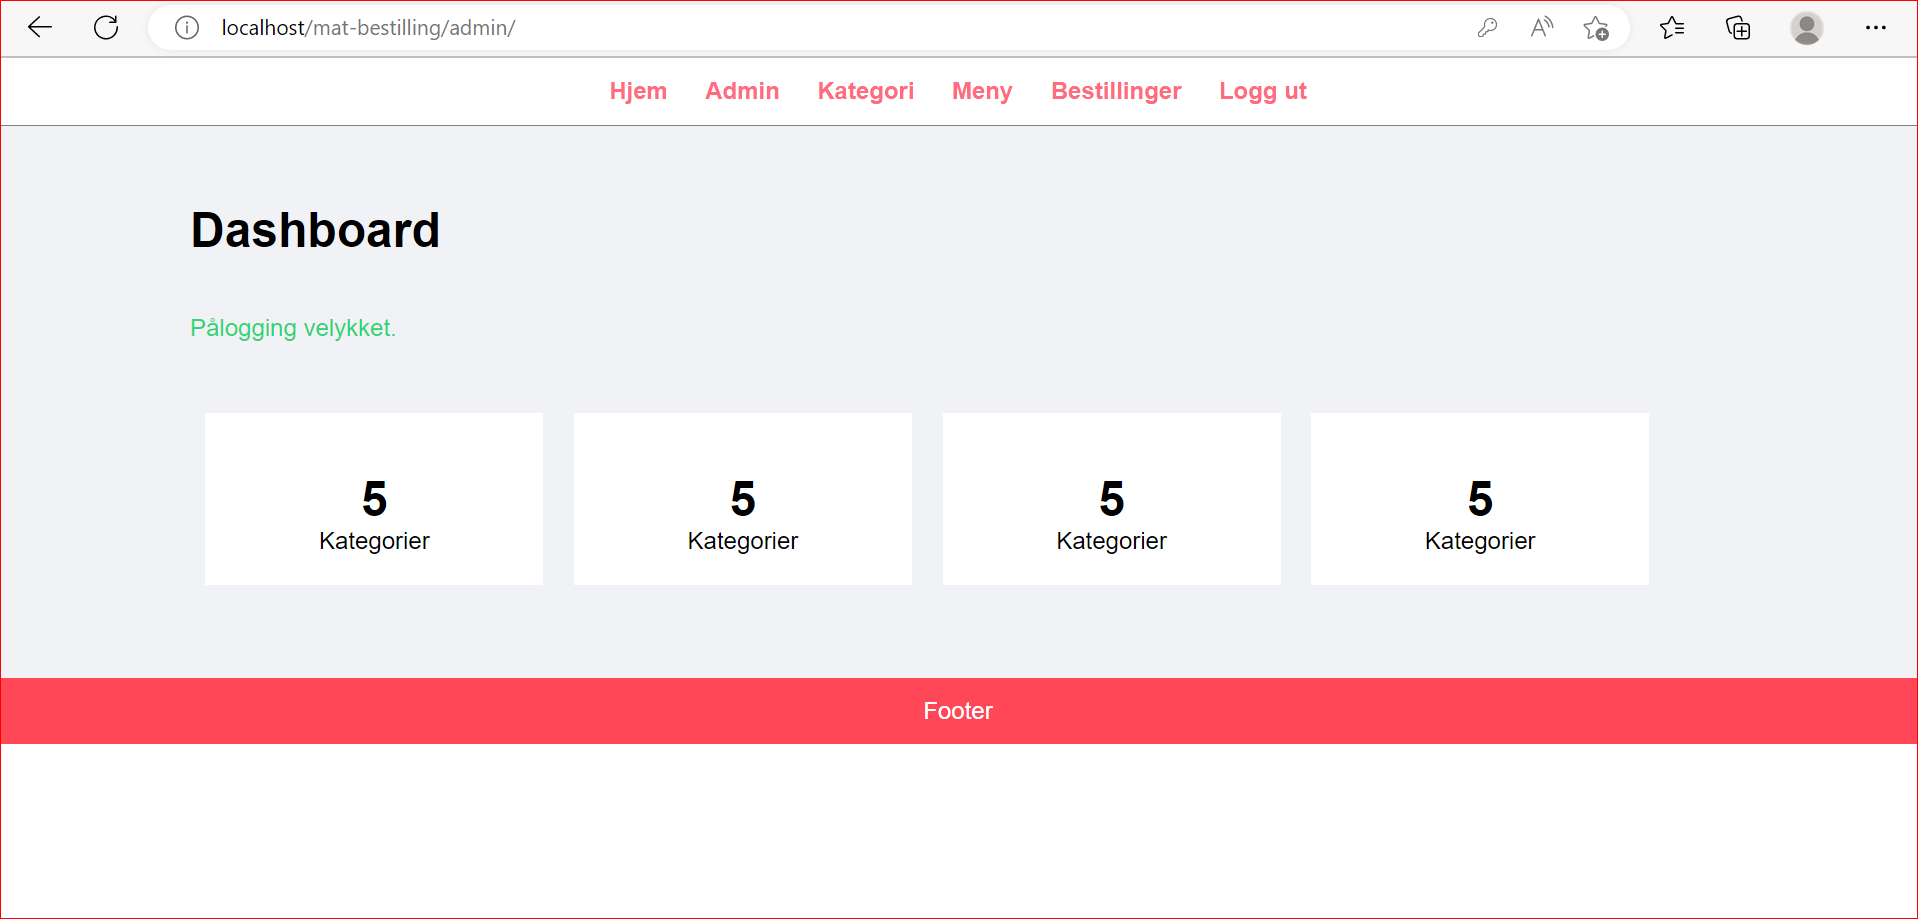 localhost/mat-bestilling/admin/
Hjem Admin Kategori Meny Bestillinger Logg ut
Dashboard
Pålogging velykket.
5 5 5 5
Kategorier Kategorier Kategorier Kategorier
Footer